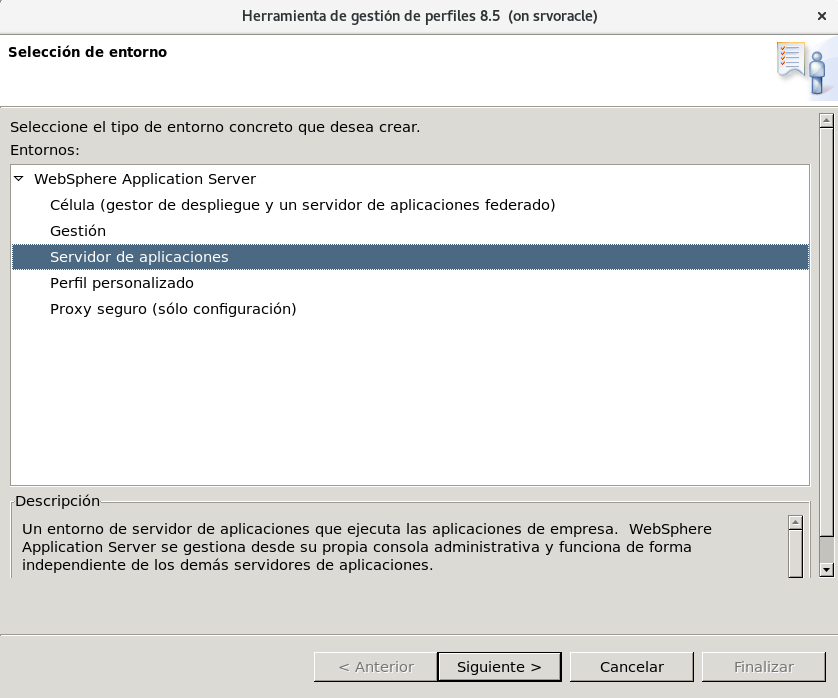 Herramienta de gestión de perfiles 8.5  (on srvoracle)
Selección de entorno
Seleccione el tipo de entorno concreto que desea crear.
Entornos:
WebSphere Application Server
Célula (gestor de despliegue y un servidor de aplicaciones federado)
Gestión
Servidor de aplicaciones
Perfil personalizado
Proxy seguro (sólo configuración)
Descripción
Un entorno de servidor de aplicaciones que ejecuta las aplicaciones de empresa.  WebSphere
Application Server se gestiona desde su propia consola administrativa y funciona de forma
independiente de los demás servidores de aplicaciones.
< Anterior
Siguiente >
Cancelar
Finalizar